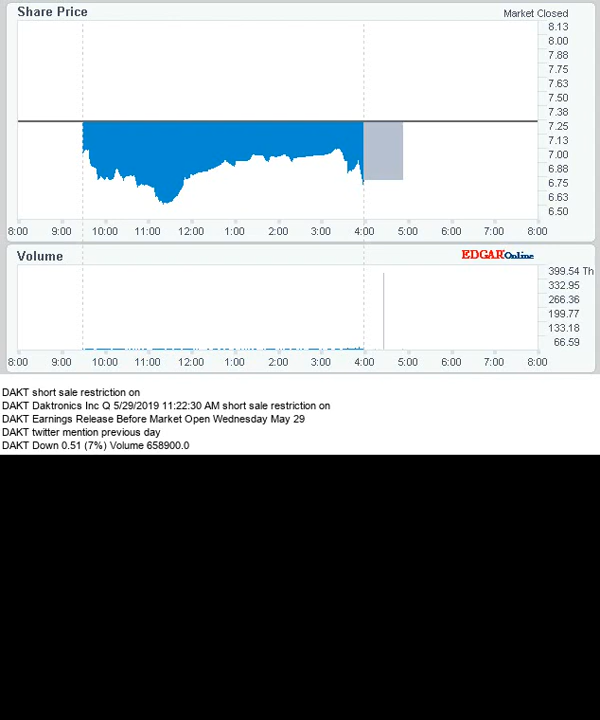 Share Price
Market Closed
8.13
8.00
7.88
7.75
7.63
7.50
7.38
7.25
7.13
7.00
6.88
6.75
6.63
6.50
8:00 9:00 10:00 11:00 12:00 1:00 2:00 3:00 4:00 5:00 6:00 7:00 8:00
Volume
EDGAR Online
399.54 Th
332.95
266.36
199.77
133.18
66.59
8:00 9:00 10:00 11:00 12:00 1:00 2:00 3:00 4:00 5:00 6:00 7:00 8:00
DAKT short sale restriction on
DAKT Daktronics Inc Q 5/29/2019 11:22:30 AM short sale restriction on
DAKT Earnings Release Before Market Open Wednesday May 29
DAKT twitter mention previous day
DAKT Down 0.51 (7%) Volume 658900.0